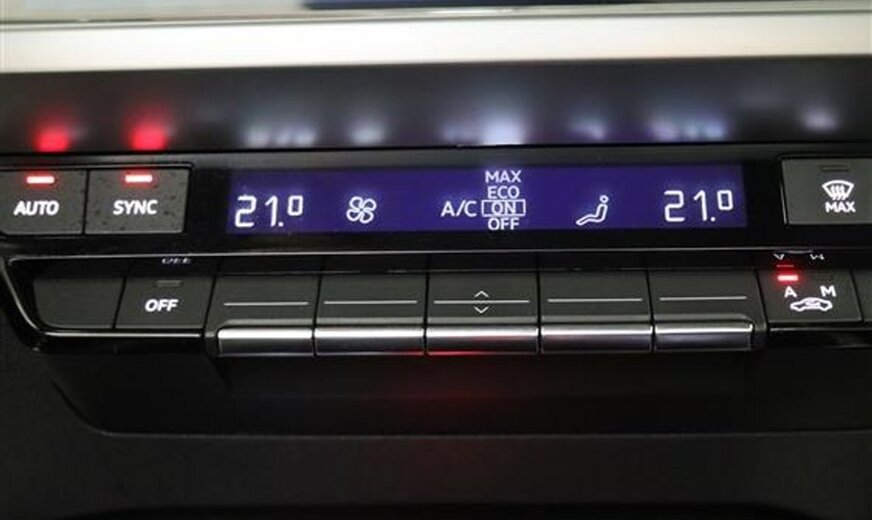 AUTO SYNC
21.0
A/C
MAX
ECO
ON
OFF
21.0
MAX
OFF
A M